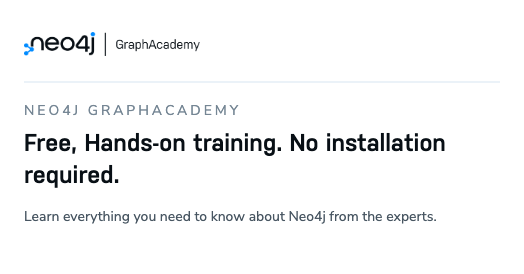 neo4j | GraphAcademy
NEO4J GRAPHACADEMY
Free, Hands-on training. No installation
required.
Learn everything you need to know about Neo4j from the experts.